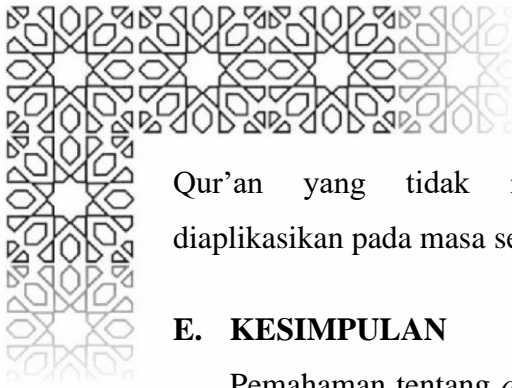 Qur’an yang tidak
diaplikasikan pada masa se
E. KESIMPULAN
Pemahaman tentang